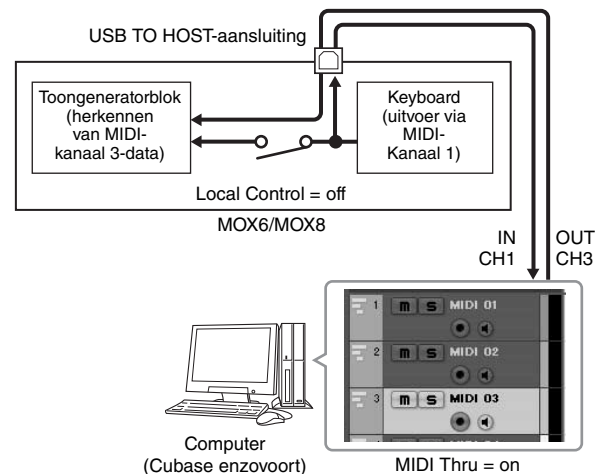 USB TO HOST-aansluiting
Toongeneratorblok
(herkennen
van MIDI-
kanaal 3-data)
Keyboard
(uitvoer via
MIDI-
Kanaal 1)
Local Control = off
MOX6/MOX8
IN
CH1
OUT
CH3
1 m S MIDI 01
2 m S MIDI 02
3 m S MIDI 03
Computer
(Cubase enzovoort)
MIDI Thru = on